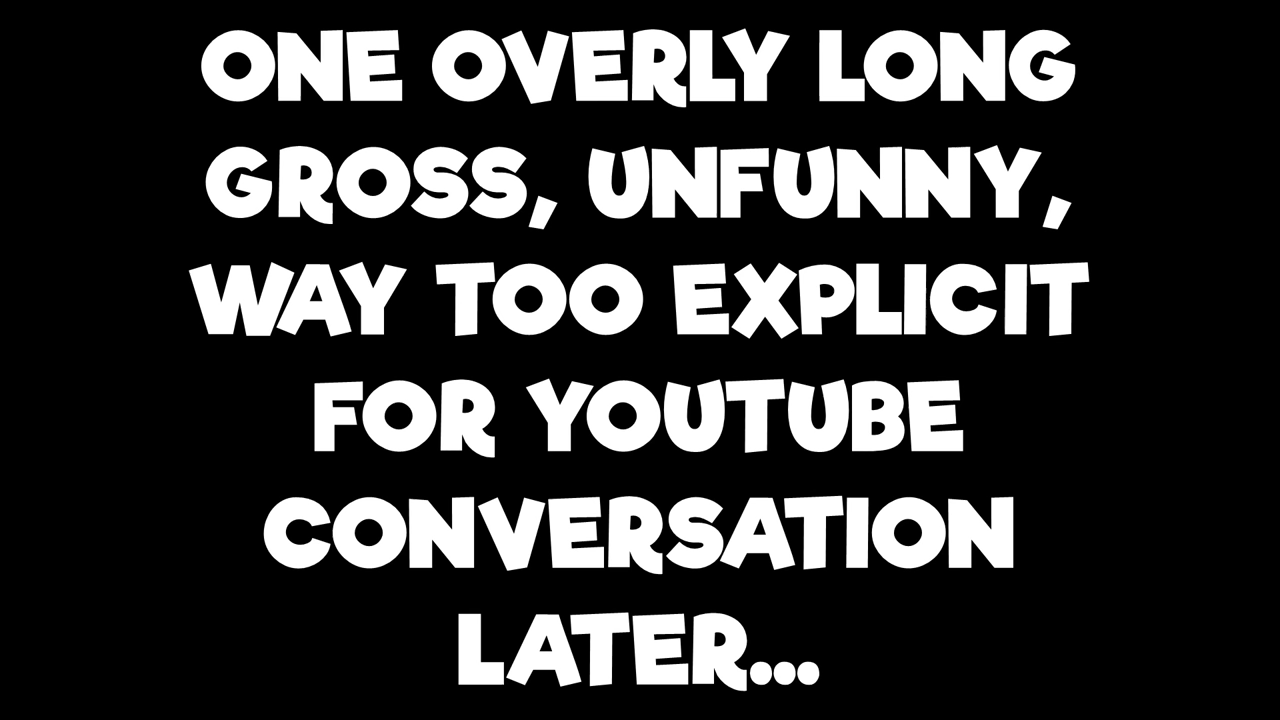 ONE OVERLY LONG
GROSS, UNFUNNY,
WAY TOO EXPLICIT
FOR YOUTUBE
CONVERSATION
LATER...